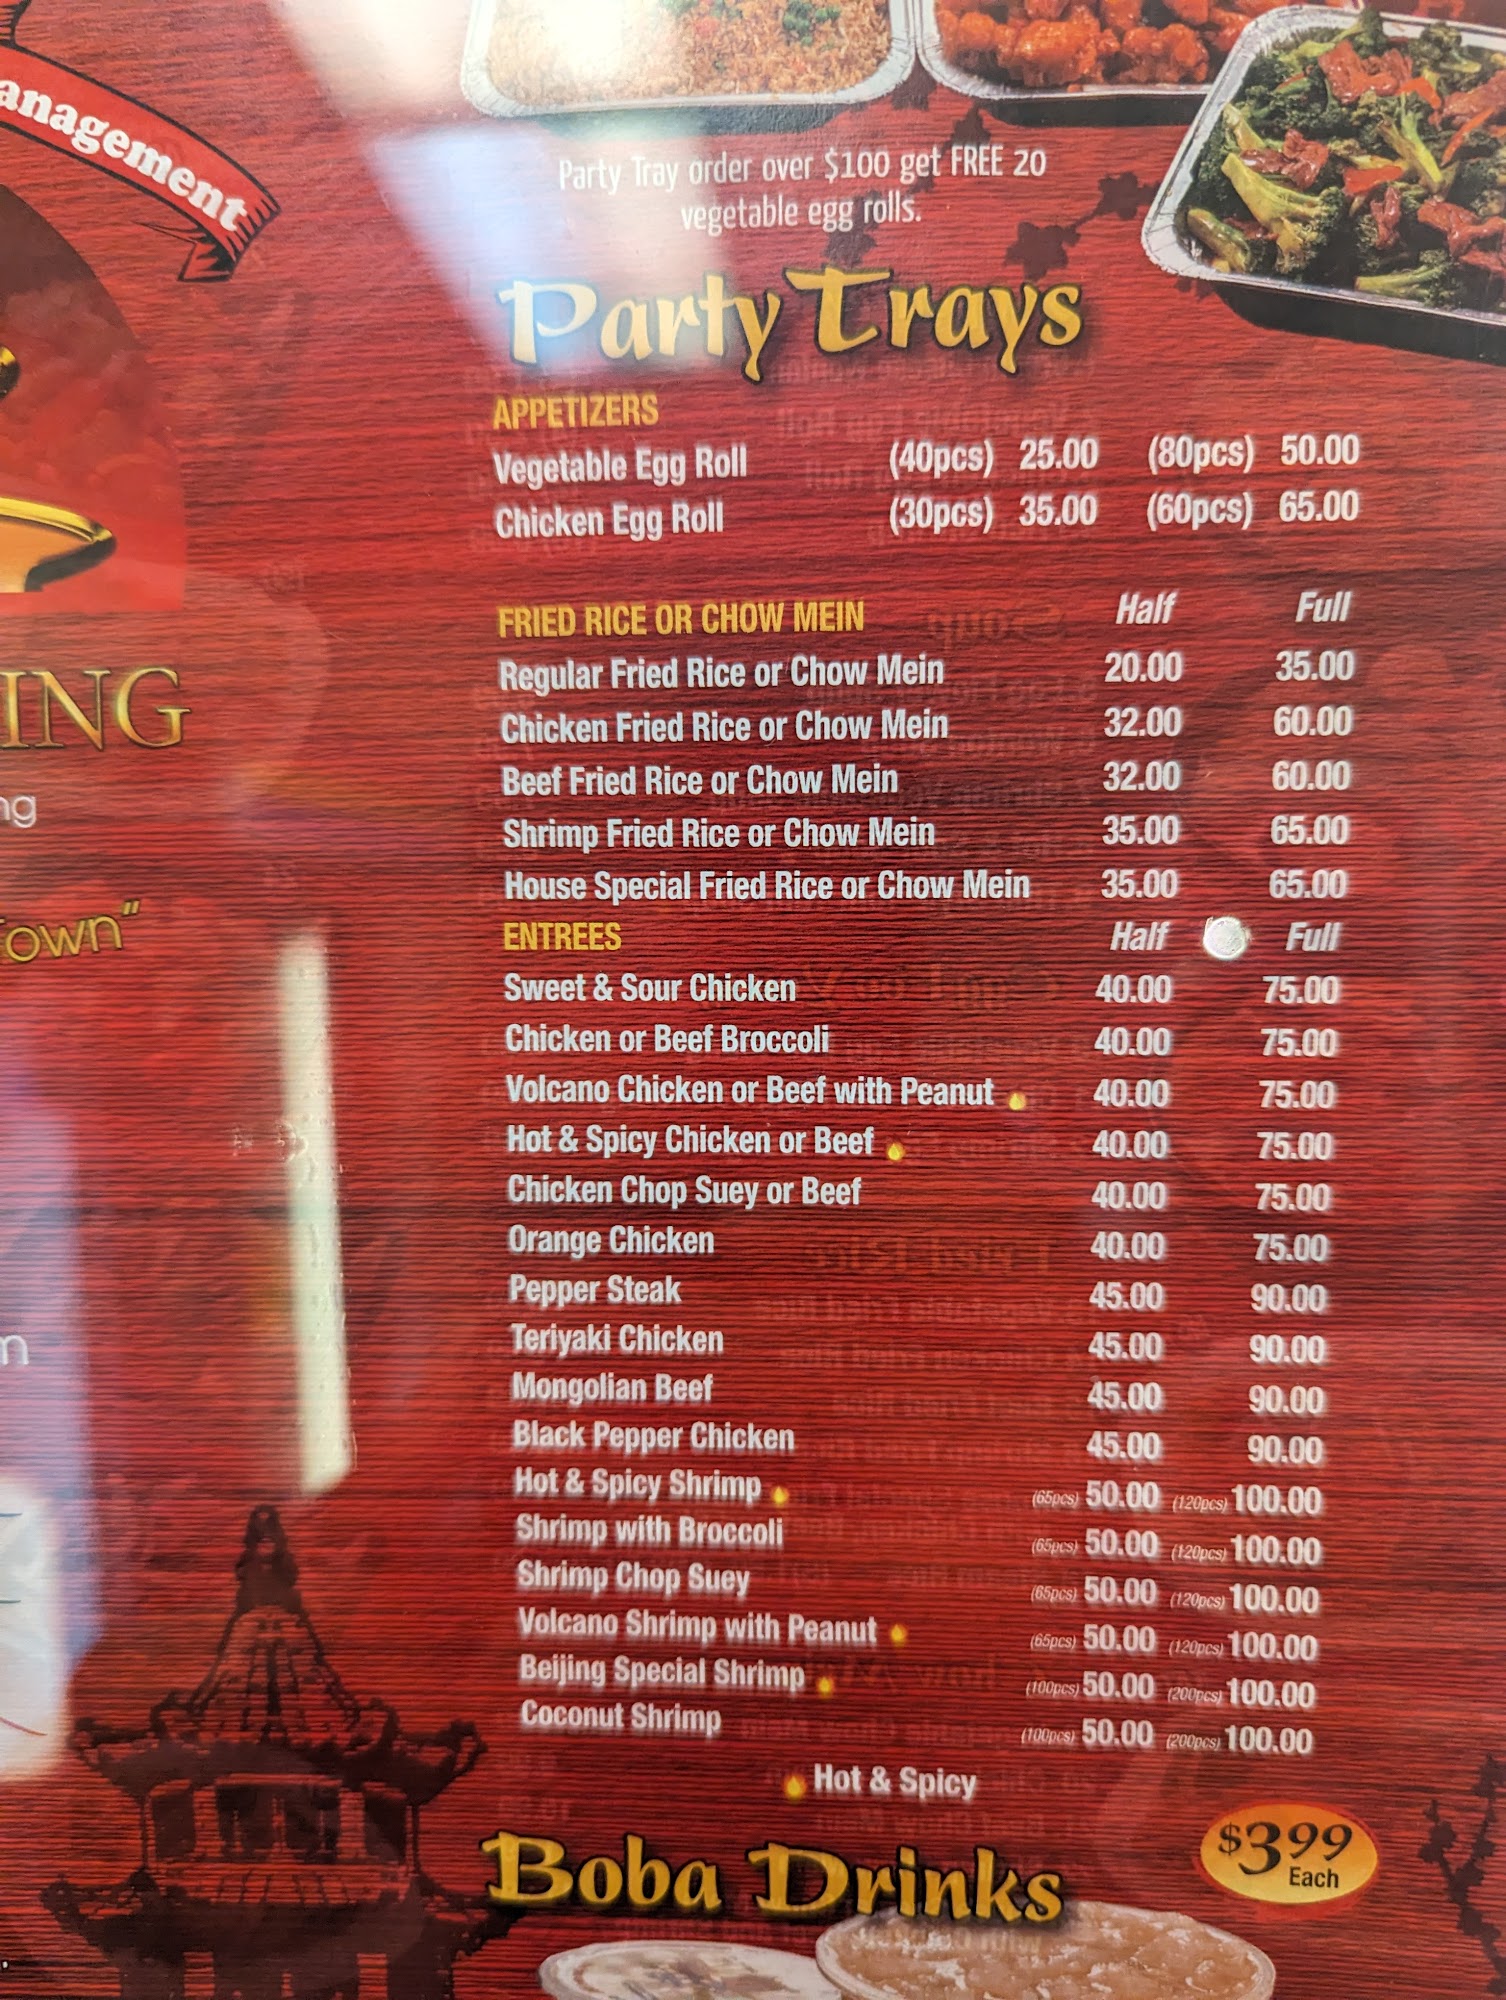 anagement
Party Tray order over $100 get FREE 20
vegetable egg rolls.
Party Trays
APPETIZERS
Vegetable Egg Roll (40pcs) 25.00 (80pcs) 50.00
Chicken Egg Roll (30pcs) 35.00 (60pcs) 65.00
FRIED RICE OR CHOW MEIN Half Full
Regular Fried Rice or Chow Mein 20.00 35.00
ING
Chicken Fried Rice or Chow Mein 32.00 60.00
Beef Fried Rice or Chow Mein 32.00 60.00
ng
Shrimp Fried Rice or Chow Mein 35.00 65.00
House Special Fried Rice or Chow Mein 35.00 65.00
Town"
ENTREES Half Full
Sweet & Sour Chicken 40.00 75.00
Chicken or Beef Broccoli 40.00 75.00
Volcano Chicken or Beef with Peanut 40.00 75.00
Hot & Spicy Chicken or Beef 40.00 75.00
Chicken Chop Suey or Beef 40.00 75.00
Orange Chicken 40.00 75.00
Pepper Steak 45.00 90.00
Teriyaki Chicken 45.00 90.00
Mongolian Beef 45.00 90.00
Black Pepper Chicken 45.00 90.00
Hot & Spicy Shrimp (65pcs) 50.00 (120pcs) 100.00
Shrimp with Broccoli (65pcs) 50.00 (120pcs) 100.00
Shrimp Chop Suey (65pcs) 50.00 (120pcs) 100.00
Volcano Shrimp with Peanut (65pcs) 50.00 (120pcs) 100.00
Beijing Special Shrimp (100pcs) 50.00 (200pcs) 100.00
Coconut Shrimp (100pcs) 50.00 (200pcs) 100.00
Hot & Spicy
Boba Drinks
$3.99
Each